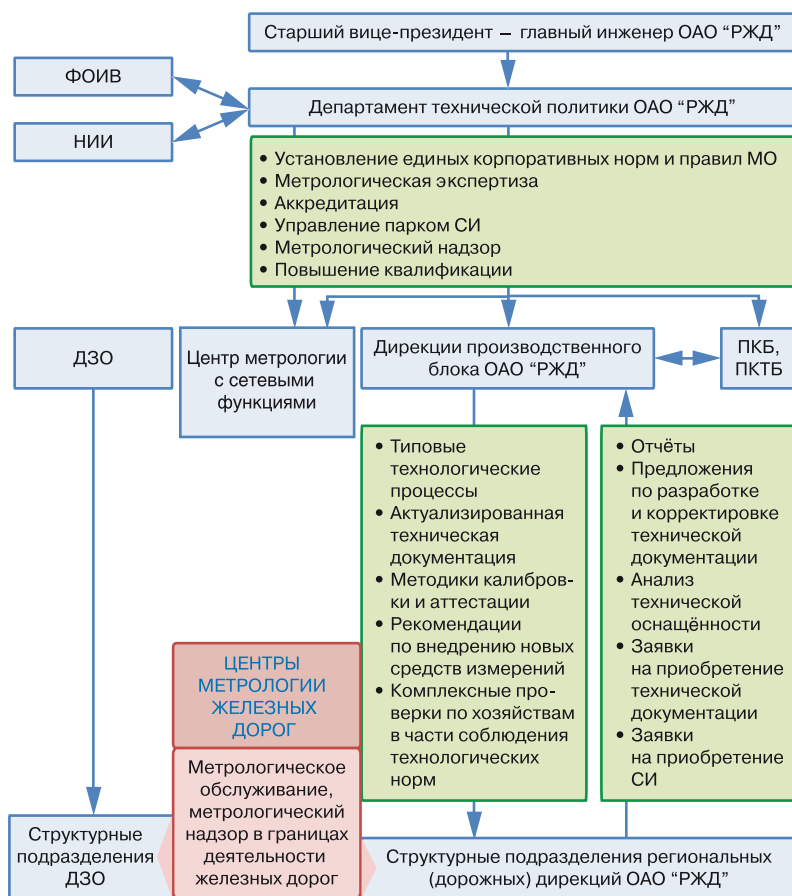 Старший вице-президент – главный инженер ОАО “РЖД”
ФОИВ
Департамент технической политики ОАО “РЖД”
НИИ
• Установление единых корпоративных норм и правил МО
• Метрологическая экспертиза
• Аккредитация
• Управление парком СИ
• Метрологический надзор
• Повышение квалификации
ДЗО
Центр метрологии
с сетевыми
функциями
Дирекции производственного
блока ОАО “РЖД”
ПКБ,
ПКТБ
• Типовые
технологические
процессы
• Актуализированная
техническая
документация
• Методики калибров-
ки и аттестации
• Рекомендации
по внедрению новых
средств измерений
• Комплексные про-
верки по хозяйствам
в части соблюдения
технологических
норм
• Отчёты
• Предложения
по разработке
и корректировке
технической
документации
• Анализ
технической
оснащённости
• Заявки
на приобретение
технической
документации
• Заявки
на приобретение
СИ
ЦЕНТРЫ
МЕТРОЛОГИИ
ЖЕЛЕЗНЫХ
ДОРОГ
Метрологическое
обслуживание,
метрологический
надзор в границах
деятельности
железных дорог
Структурные
подразделения
ДЗО
Структурные подразделения региональных
(дорожных) дирекций ОАО “РЖД”